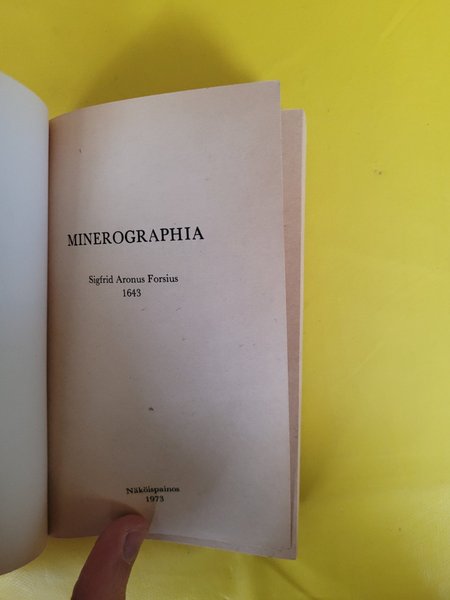 MINEROGRAPHIA
Sigfrid Aronus Forsius
1643
Näköispainos
1973